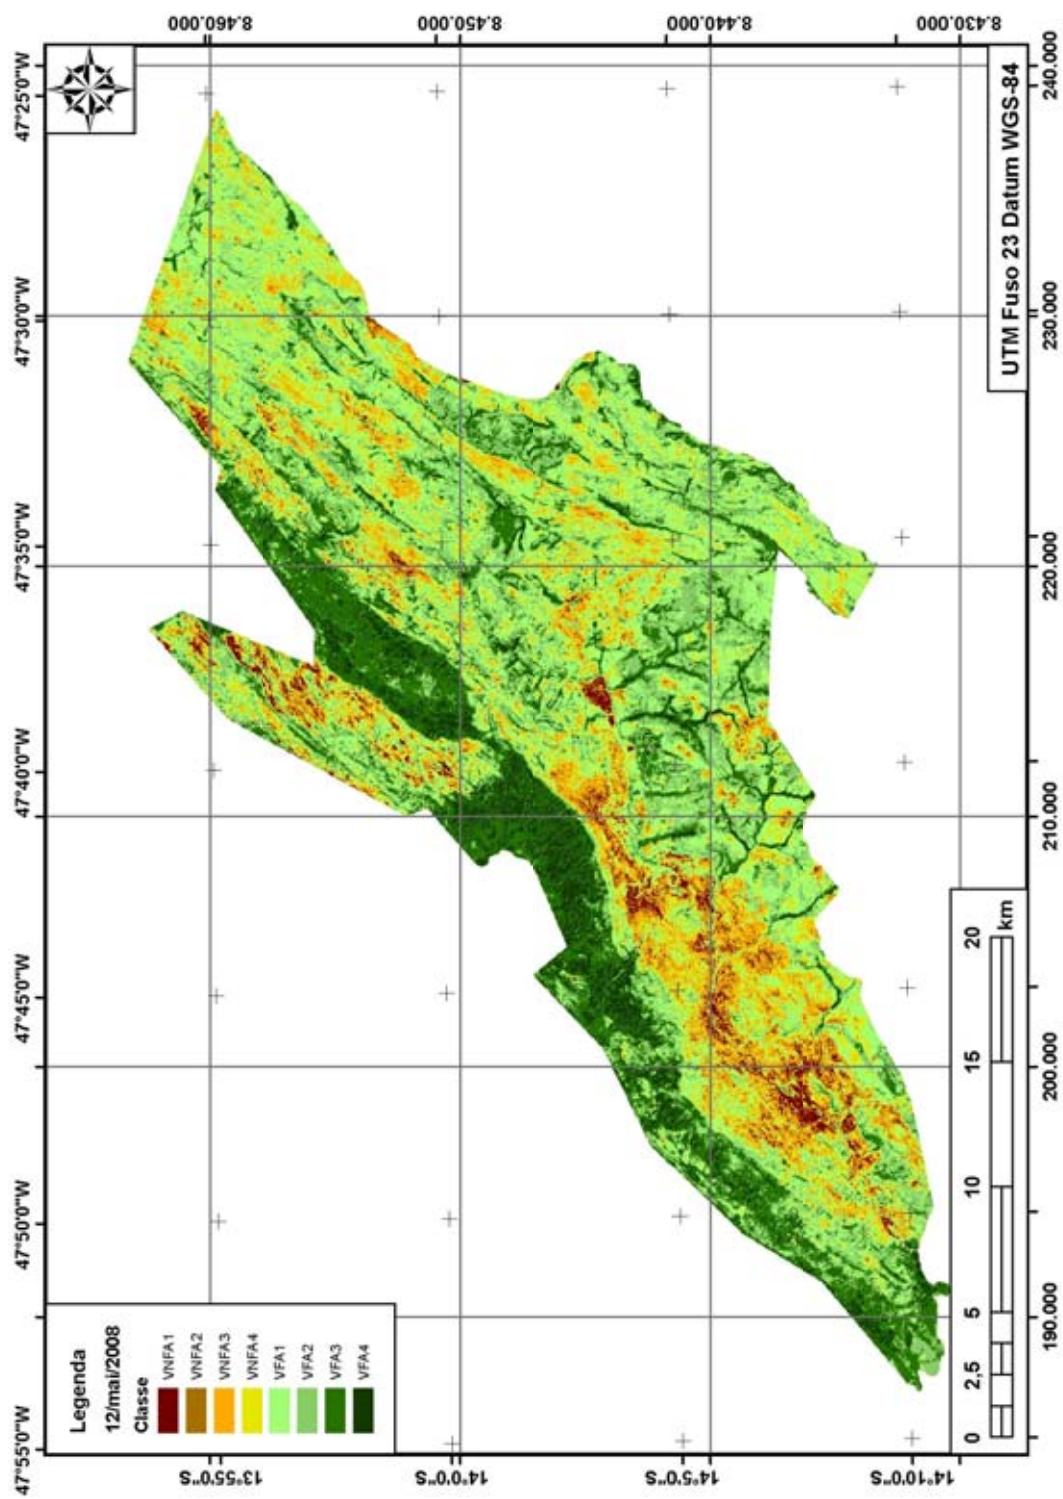 47°55'0"W 47°50'0"W 47°45'0"W 47°40'0"W 47°35'0"W 47°30'0"W 47°25'0"W
Legenda
12/mai/2008
Classe
VNFA1
VNFA2
VNFA3
VNFA4
VFA1
VFA2
VFA3
VFA4
13°55'0"S
14°0'0"S
14°5'0"S
14°10'0"S
8.460.000
8.450.000
8.440.000
8.430.000
0 2,5 5 10 15 20
km
UTM Fuso 23 Datum WGS-84
190.000 200.000 210.000 220.000 230.000 240.000